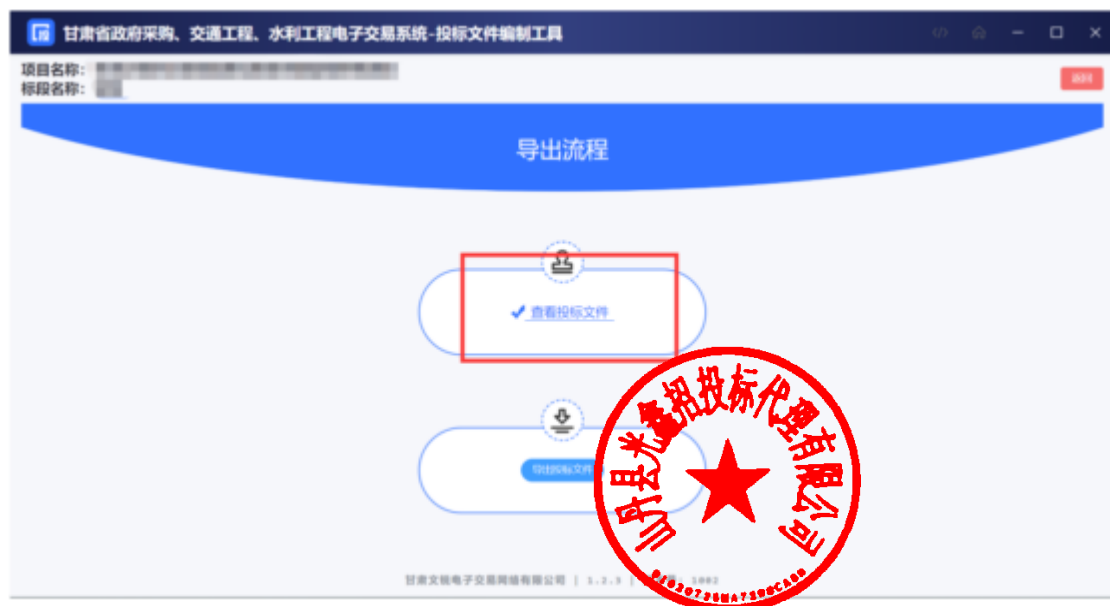 甘肃省政府采购、交通工程、水利工程电子交易系统-投标文件编制工具
项目名称：
标段名称：
返回
导出流程
查看投标文件
导出投标文件
山丹县光鑫招投标代理有限公司
甘肃文锐电子交易网络有限公司 | 1.2.3 |
: 1002